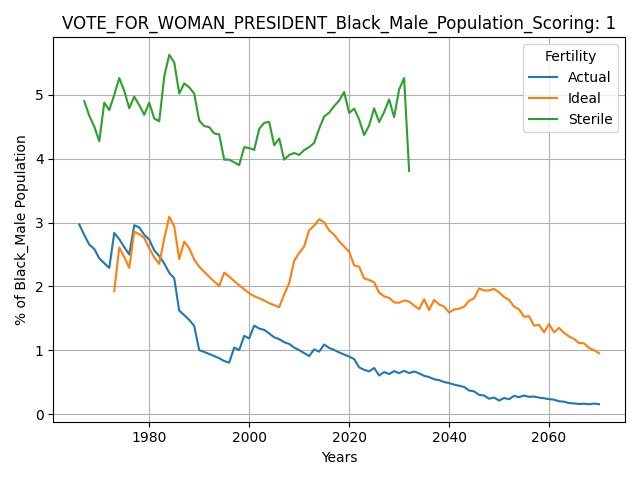 VOTE_FOR_WOMAN_PRESIDENT_Black_Male_Population_Scoring: 1
Fertility
Actual
Ideal
Sterile
% of Black_Male Population
5
4
3
2
1
0
1980 2000 2020 2040 2060
Years